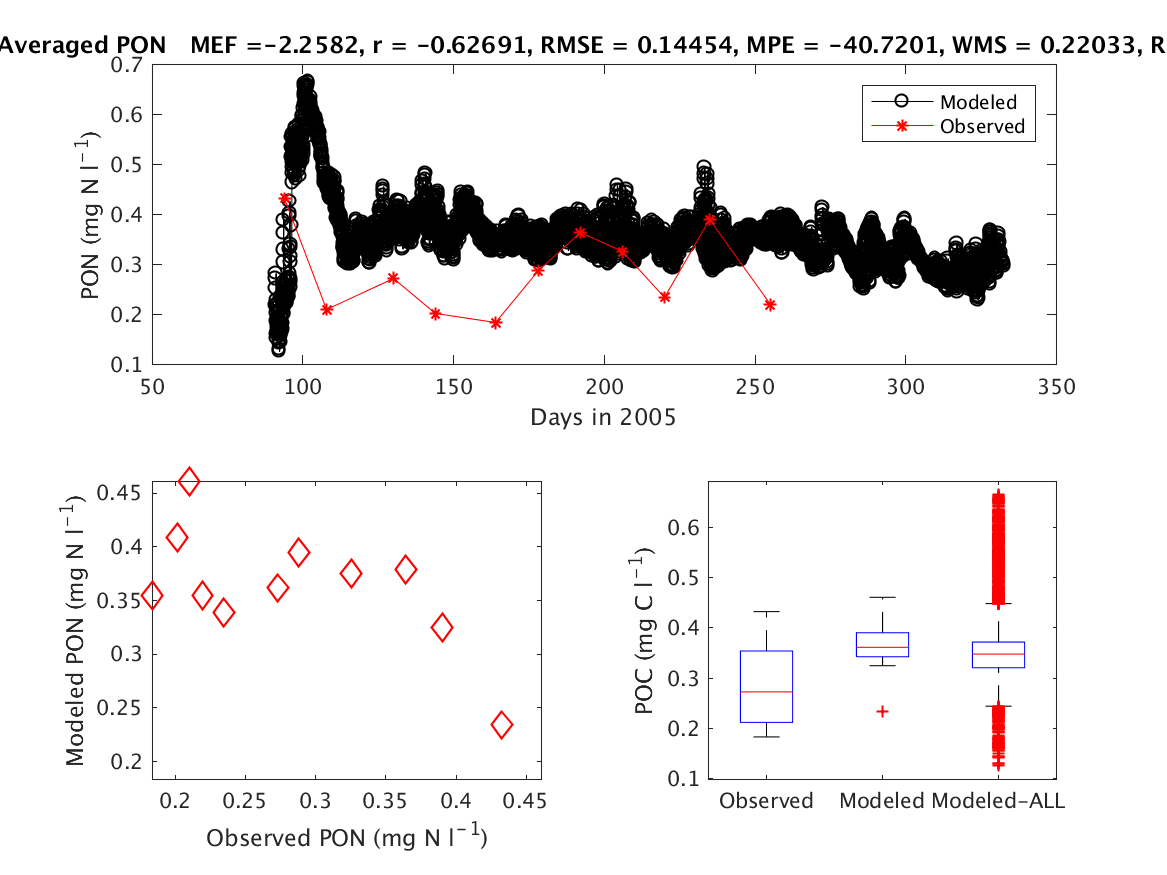 Averaged PON MEF =-2.2582, r = -0.62691, RMSE = 0.14454, MPE = -40.7201, WMS = 0.22033, R
0.7
0.6
0.5
0.4
0.3
0.2
0.1
PON (mg N l⁻¹)
Modeled
Observed
50 100 150 200 250 300 350
Days in 2005
0.45
0.4
0.35
0.3
0.25
0.2
Modeled PON (mg N l⁻¹)
0.2 0.25 0.3 0.35 0.4 0.45
Observed PON (mg N l⁻¹)
0.6
0.5
0.4
0.3
0.2
0.1
POC (mg C l⁻¹)
Observed Modeled Modeled-ALL